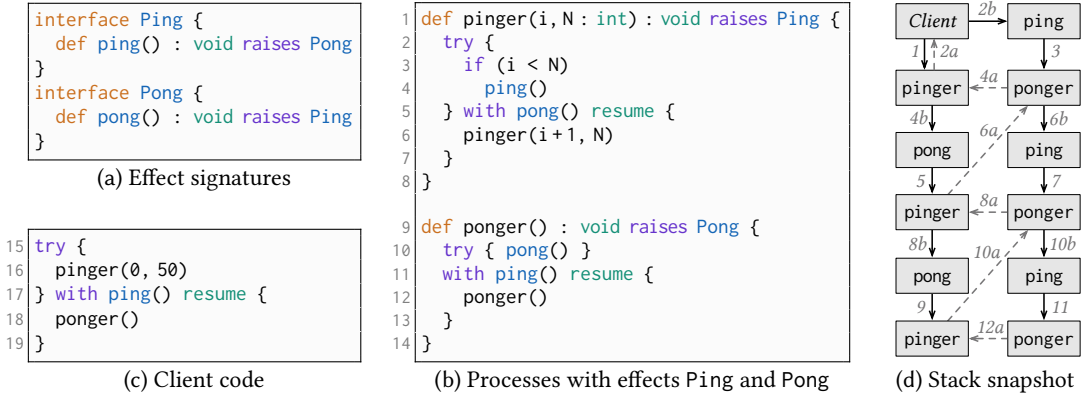 interface Ping {
  def ping() : void raises Pong
}
interface Pong {
  def pong() : void raises Ping
}
(a) Effect signatures
15 try {
16   pinger(0, 50)
17 } with ping() resume {
18   ponger()
19 }
(c) Client code
1 def pinger(i, N : int) : void raises Ping {
2   try {
3     if (i < N)
4       ping()
5   } with pong() resume {
6     pinger(i+1, N)
7   }
8 }
9 def ponger() : void raises Pong {
10   try { pong() }
11   with ping() resume {
12     ponger()
13   }
14 }
(b) Processes with effects Ping and Pong
Client 2b ping
1 2a 3
pinger 4a ponger
4b 6a 6b
pong ping
5 7
pinger 8a ponger
8b 10a 10b
pong ping
9 11
pinger 12a ponger
(d) Stack snapshot